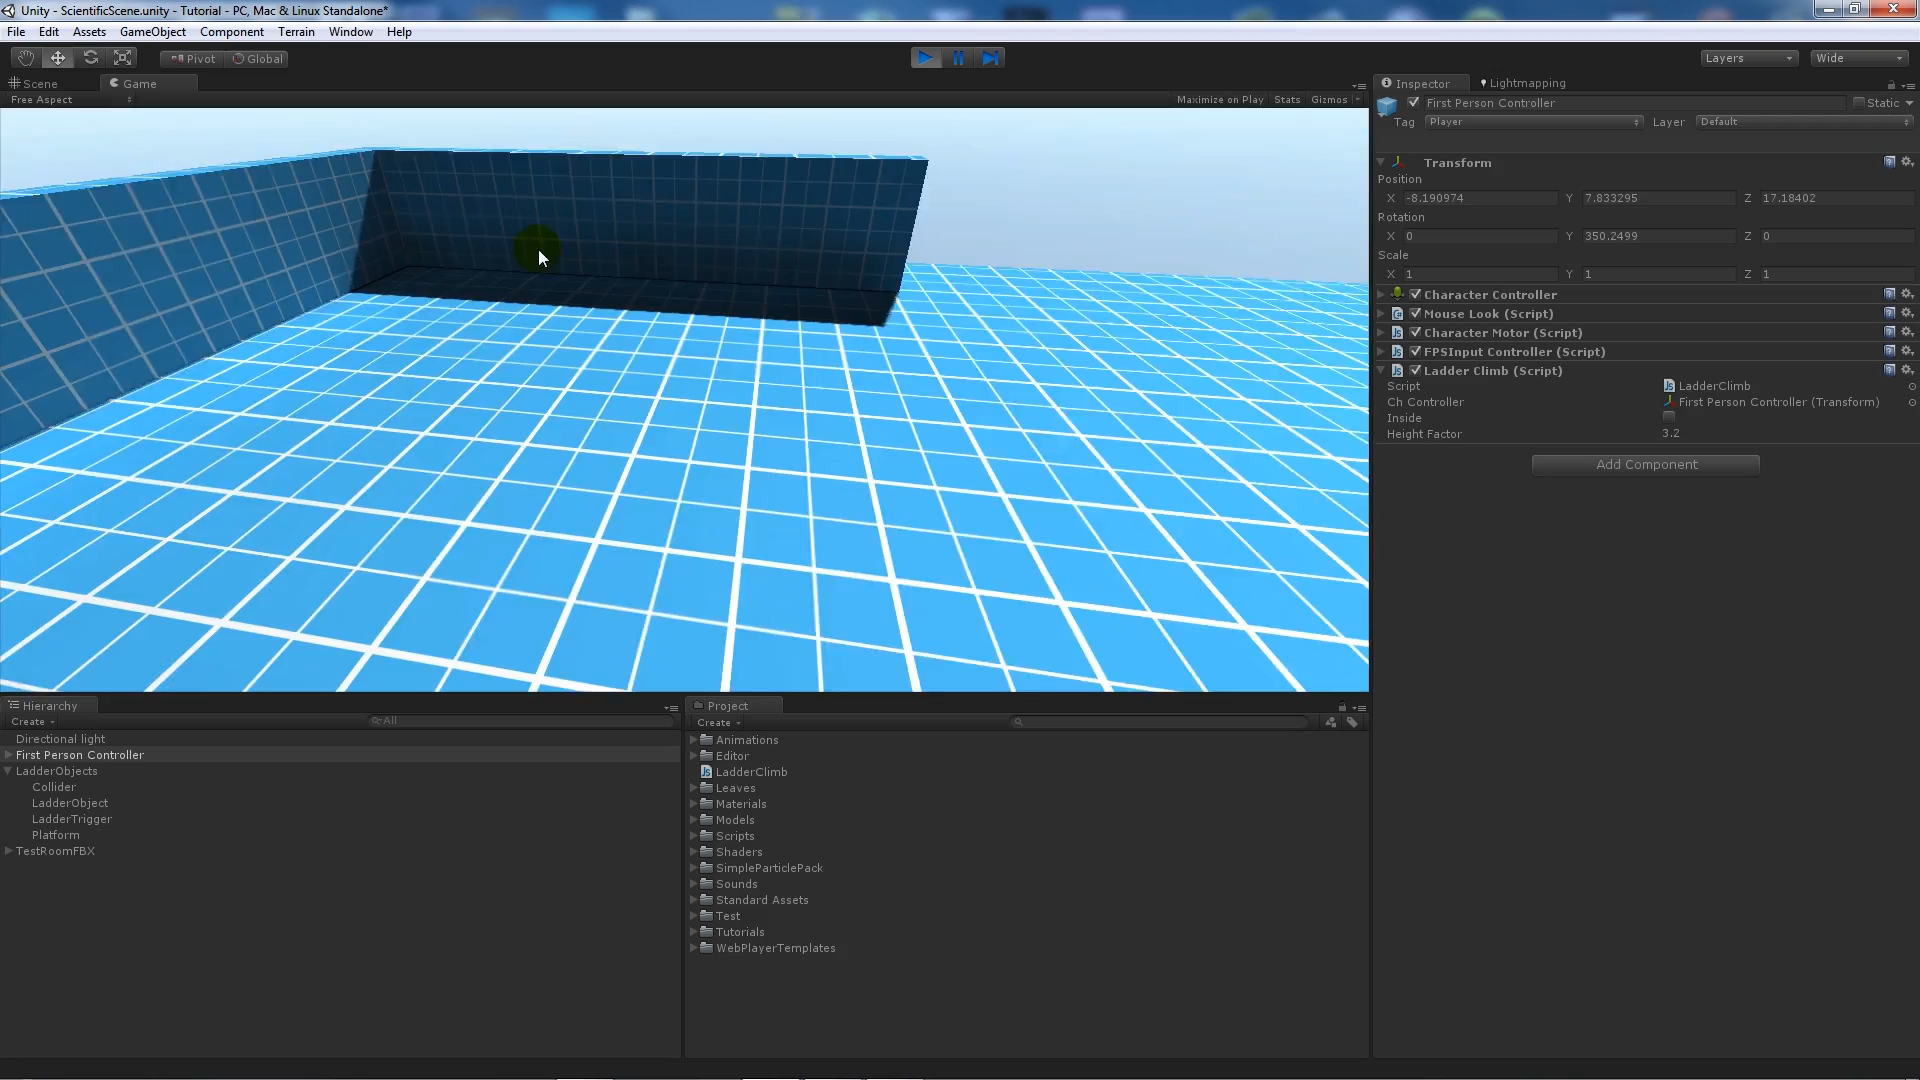 Unity - ScientificScene.unity - Tutorial - PC, Mac & Linux Standalone*
File Edit Assets GameObject Component Terrain Window Help
Pivot Global Layers Wide
Scene Game
Free Aspect Maximize on Play Stats Gizmos
Inspector Lightmapping
First Person Controller Static
Tag Player Layer Default
Transform
Position
X -8.190974 Y 7.833295 Z 17.18402
Rotation
X 0 Y 350.2499 Z 0
Scale
X 1 Y 1 Z 1
Character Controller
Mouse Look (Script)
Character Motor (Script)
FPSInput Controller (Script)
Ladder Climb (Script)
Script LadderClimb
Ch Controller First Person Controller (Transform)
Inside
Height Factor 3.2
Add Component
Hierarchy
Create All
Directional light
First Person Controller
LadderObjects
Collider
LadderObject
LadderTrigger
Platform
TestRoomFBX
Project
Create
Animations
Editor
LadderClimb
Leaves
Materials
Models
Scripts
Shaders
SimpleParticlePack
Sounds
Standard Assets
Test
Tutorials
WebPlayerTemplates